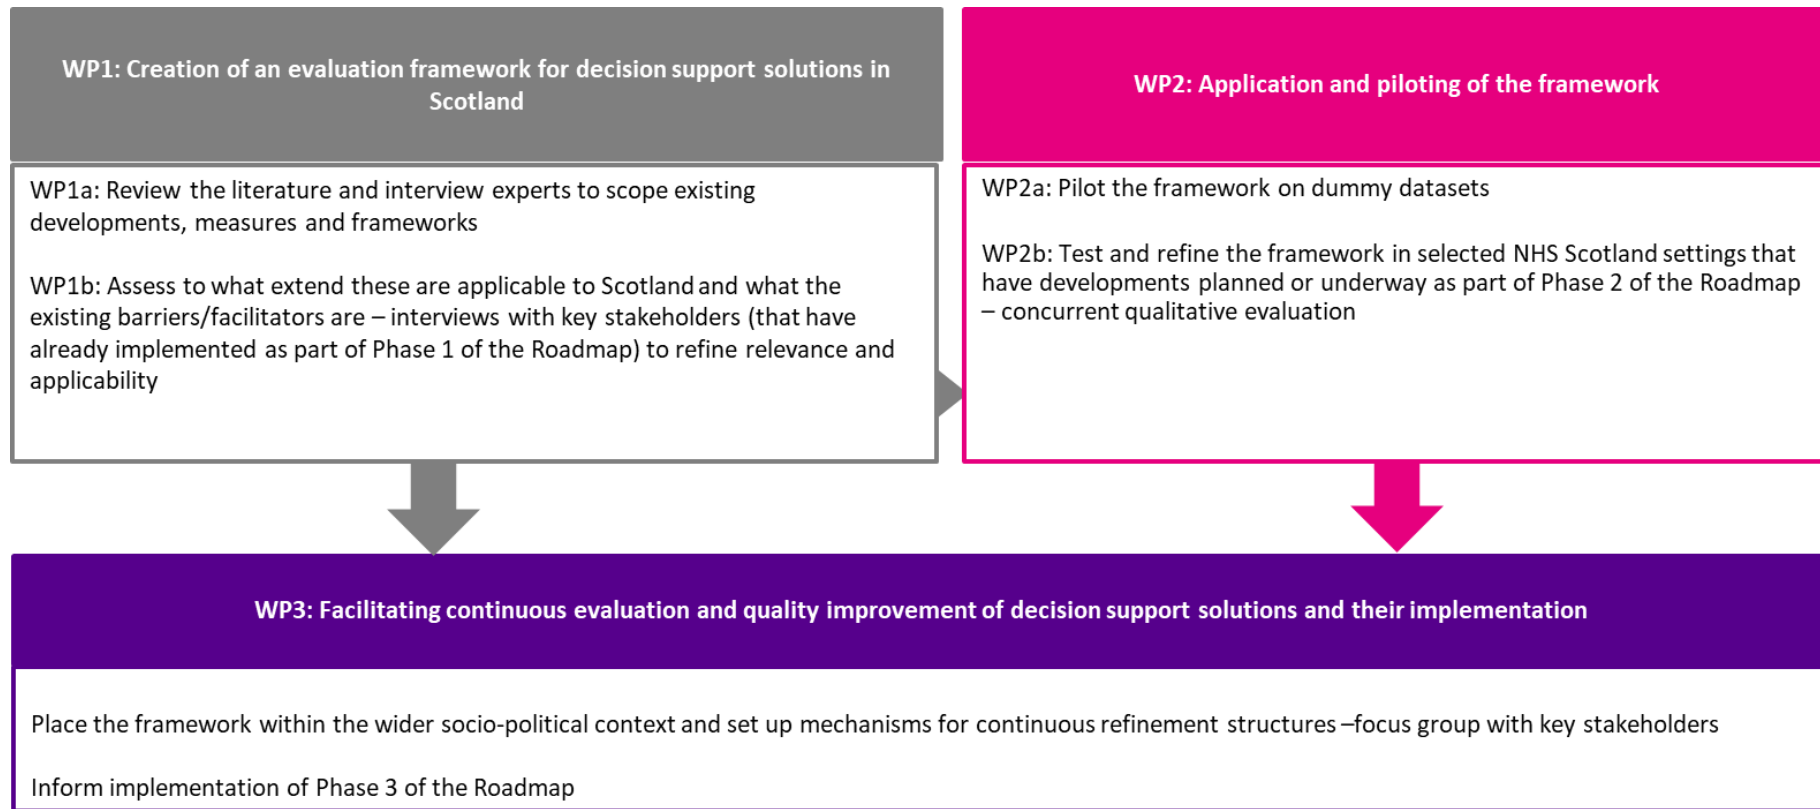 WP1: Creation of an evaluation framework for decision support solutions in
Scotland
WP1a: Review the literature and interview experts to scope existing
developments, measures and frameworks
WP1b: Assess to what extend these are applicable to Scotland and what the
existing barriers/facilitators are – interviews with key stakeholders (that have
already implemented as part of Phase 1 of the Roadmap) to refine relevance and
applicability
WP2: Application and piloting of the framework
WP2a: Pilot the framework on dummy datasets
WP2b: Test and refine the framework in selected NHS Scotland settings that
have developments planned or underway as part of Phase 2 of the Roadmap
– concurrent qualitative evaluation
WP3: Facilitating continuous evaluation and quality improvement of decision support solutions and their implementation
Place the framework within the wider socio-political context and set up mechanisms for continuous refinement structures –focus group with key stakeholders
Inform implementation of Phase 3 of the Roadmap